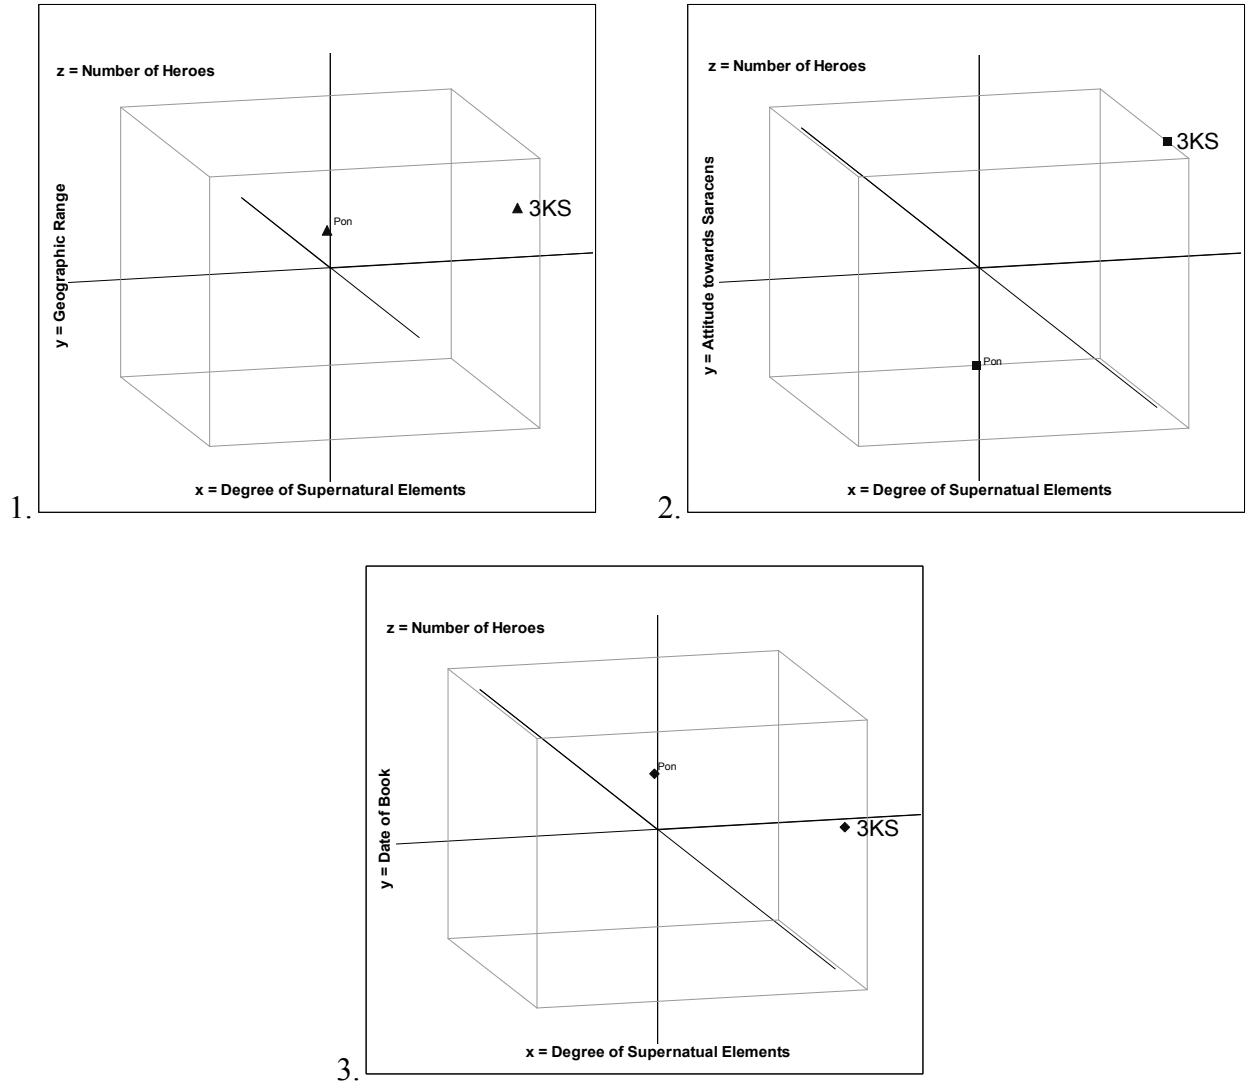 z = Number of Heroes
y = Geographic Range
Pon
3KS
x = Degree of Supernatural Elements
1.
z = Number of Heroes
y = Attitude towards Saracens
3KS
Pon
x = Degree of Supernatual Elements
2.
z = Number of Heroes
y = Date of Book
Pon
3KS
x = Degree of Supernatual Elements
3.